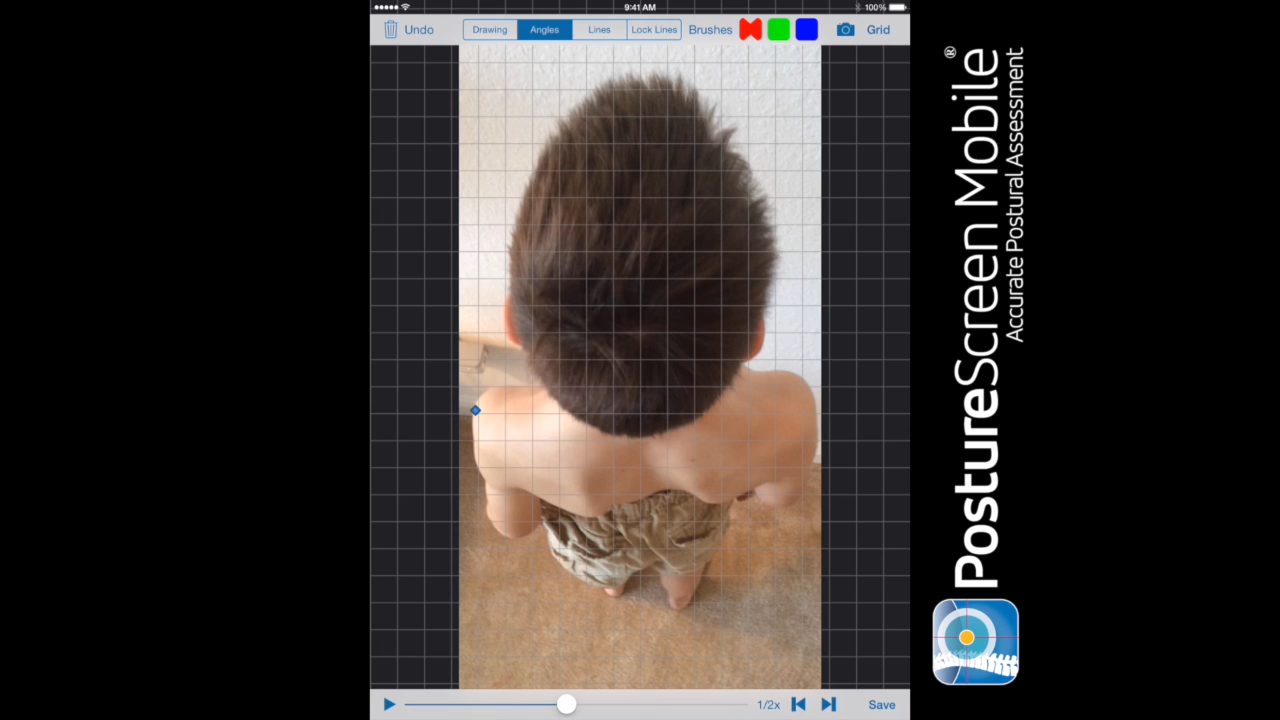 9:41 AM
100%
Undo
Drawing
Angles
Lines
Lock Lines
Brushes
Grid
PostureScreen Mobile®
Accurate Postural Assessment
1/2x
Save